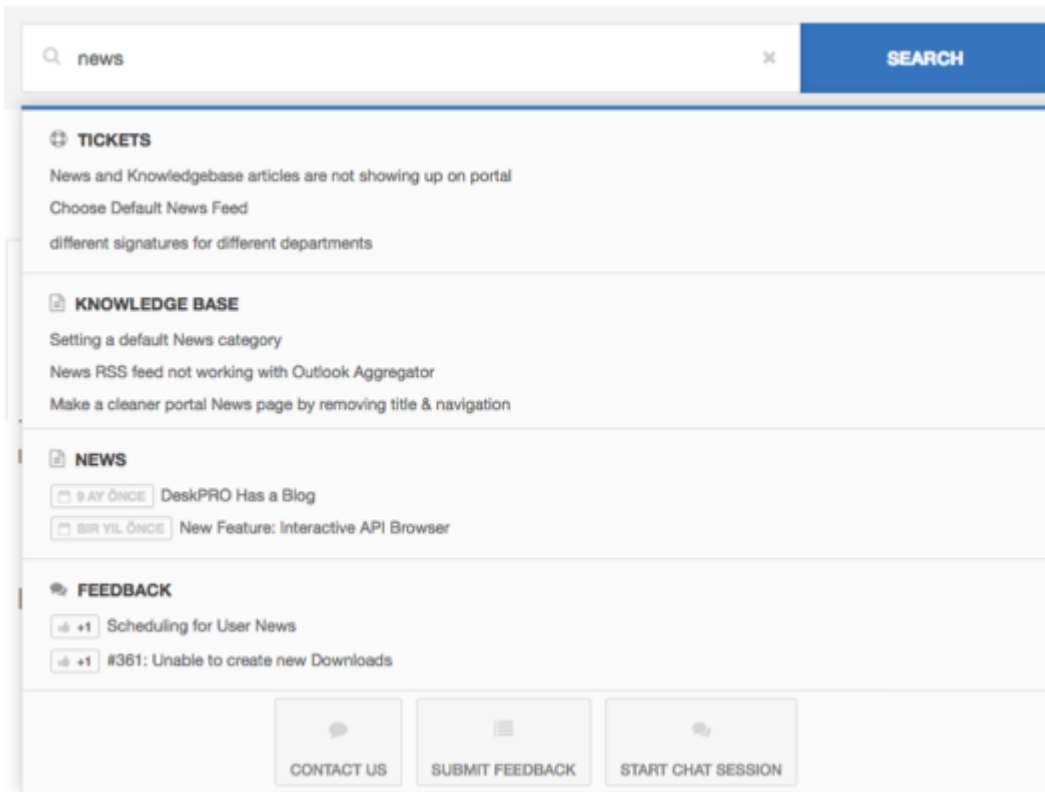 news
SEARCH
TICKETS
News and Knowledgebase articles are not showing up on portal
Choose Default News Feed
different signatures for different departments
KNOWLEDGE BASE
Setting a default News category
News RSS feed not working with Outlook Aggregator
Make a cleaner portal News page by removing title & navigation
NEWS
9 AY ÖNCE DeskPRO Has a Blog
BIR YIL ÖNCE New Feature: Interactive API Browser
FEEDBACK
+1 Scheduling for User News
+1 #361: Unable to create new Downloads
CONTACT US SUBMIT FEEDBACK START CHAT SESSION